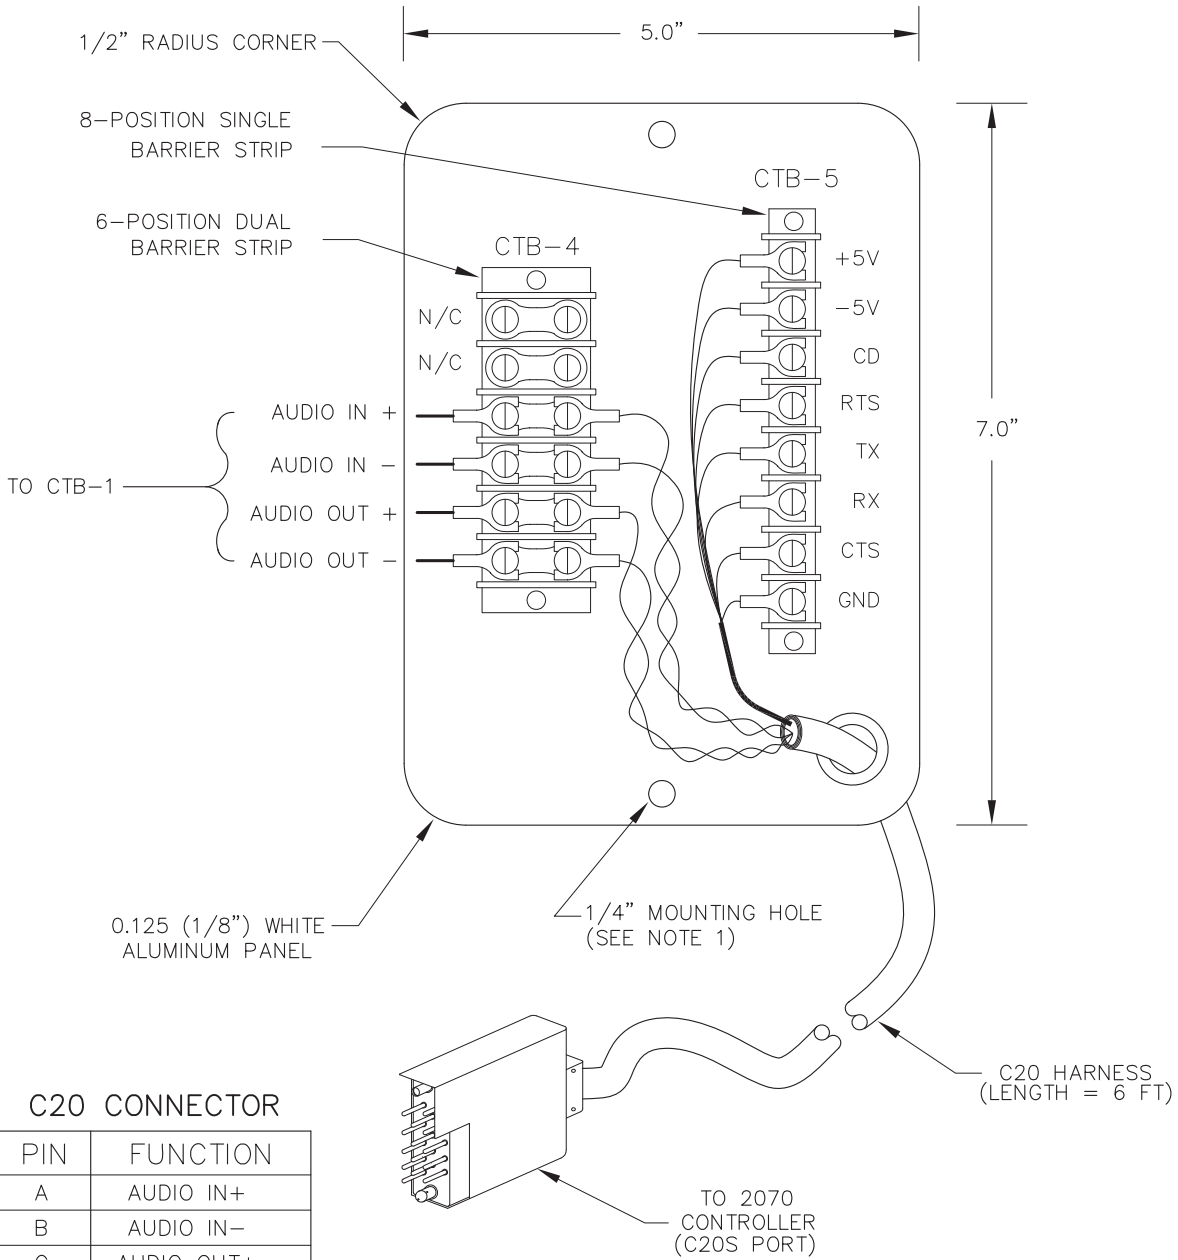 5.0”
1/2” RADIUS CORNER
8-POSITION SINGLE
BARRIER STRIP
CTB-5
6-POSITION DUAL
BARRIER STRIP
CTB-4
+5V
-5V
CD
RTS
TX
RX
CTS
GND
N/C
N/C
AUDIO IN +
AUDIO IN -
AUDIO OUT +
AUDIO OUT -
TO CTB-1
7.0”
0.125 (1/8”) WHITE
ALUMINUM PANEL
1/4” MOUNTING HOLE
(SEE NOTE 1)
C20 HARNESS
(LENGTH = 6 FT)
TO 2070
CONTROLLER
(C20S PORT)
C20 CONNECTOR
PIN FUNCTION
A AUDIO IN+
B AUDIO IN-
C AUDIO OUT+